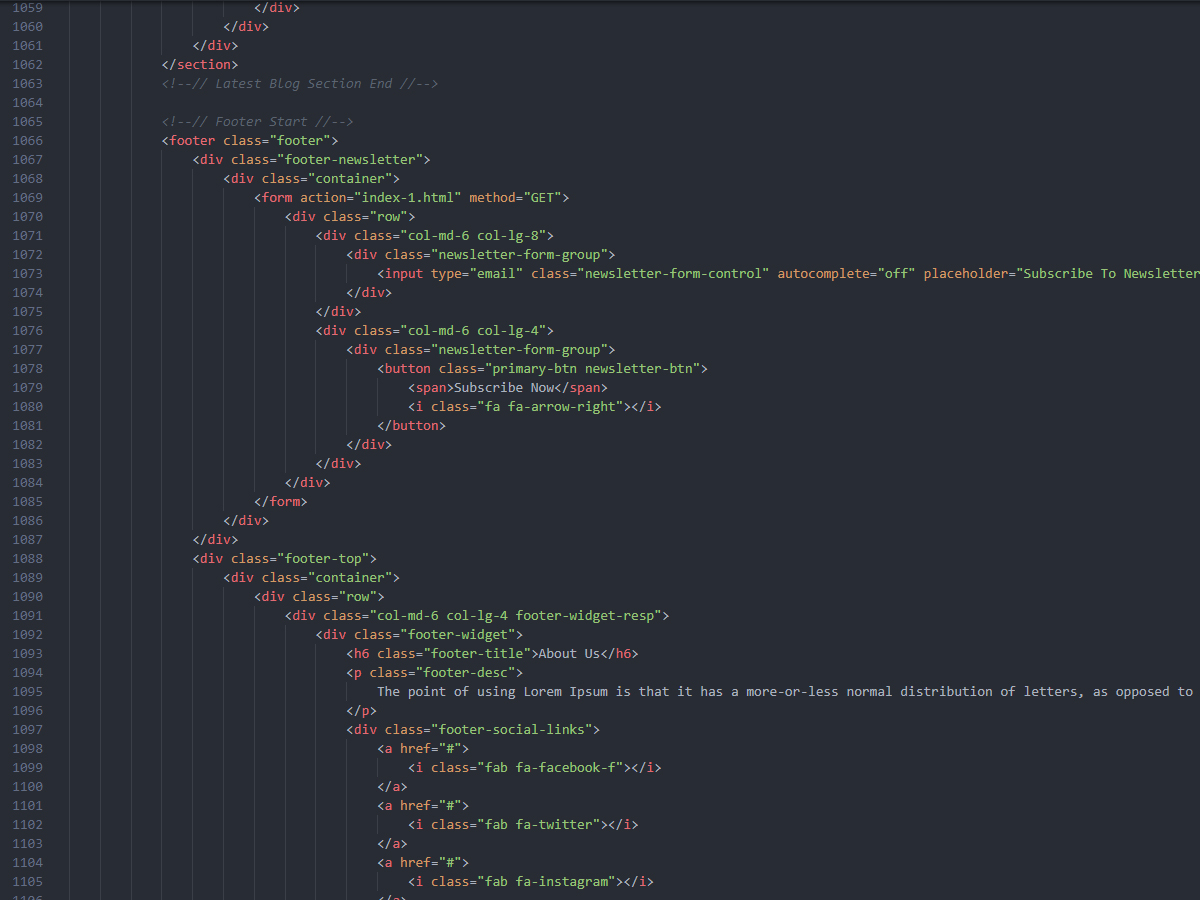 1059 </div>
1060 </div>
1061 </div>
1062 </section>
1063 <!--// Latest Blog Section End //-->
1064
1065 <!--// Footer Start //-->
1066 <footer class="footer">
1067 <div class="footer-newsletter">
1068 <div class="container">
1069 <form action="index-1.html" method="GET">
1070 <div class="row">
1071 <div class="col-md-6 col-lg-8">
1072 <div class="newsletter-form-group">
1073 <input type="email" class="newsletter-form-control" autocomplete="off" placeholder="Subscribe To Newsletter
1074 </div>
1075 </div>
1076 <div class="col-md-6 col-lg-4">
1077 <div class="newsletter-form-group">
1078 <button class="primary-btn newsletter-btn">
1079 <span>Subscribe Now</span>
1080 <i class="fa fa-arrow-right"></i>
1081 </button>
1082 </div>
1083 </div>
1084 </div>
1085 </form>
1086 </div>
1087 </div>
1088 <div class="footer-top">
1089 <div class="container">
1090 <div class="row">
1091 <div class="col-md-6 col-lg-4 footer-widget-resp">
1092 <div class="footer-widget">
1093 <h6 class="footer-title">About Us</h6>
1094 <p class="footer-desc">
1095 The point of using Lorem Ipsum is that it has a more-or-less normal distribution of letters, as opposed to
1096 </p>
1097 <div class="footer-social-links">
1098 <a href="#">
1099 <i class="fab fa-facebook-f"></i>
1100 </a>
1101 <a href="#">
1102 <i class="fab fa-twitter"></i>
1103 </a>
1104 <a href="#">
1105 <i class="fab fa-instagram"></i>
1106 </a>